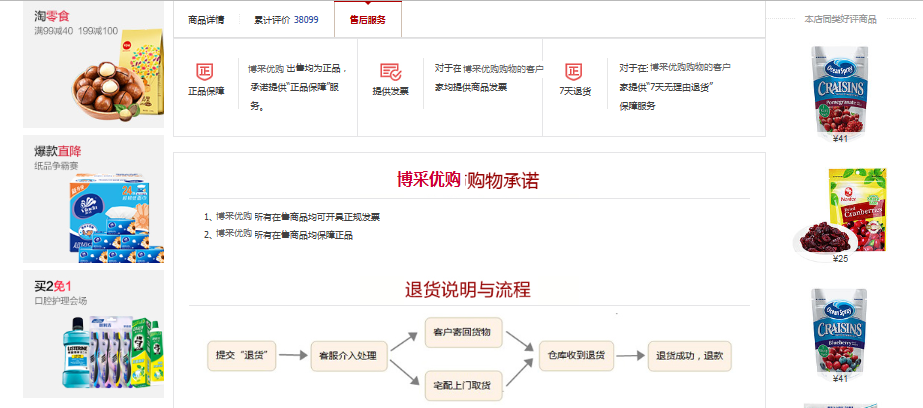 淘零食
满99减40 199减100
爆款直降
纸品争霸赛
买2免1
口腔护理会场
商品详情
累计评价 38099
售后服务
正
正品保障
博采优购 出售均为正品，
承诺提供“正品保障”服
务。
提供发票
对于在 博采优购购物的客户
家均提供商品发票
正
7天退货
对于在: 博采优购购物的客户
家提供“7天无理由退货”
保障服务
博采优购 购物承诺
1、博采优购 所有在售商品均可开具正规发票
2、博采优购 所有在售商品均保障正品
退货说明与流程
提交“退货”
客服介入处理
客户寄回货物
宅配上门取货
仓库收到退货
退货成功，退款
本店同类好评商品
Ocean Spray
CRAISINS
Pomegranate
¥41
Cranberries
¥25
Ocean Spray
CRAISINS
Blueberry
¥41
Vinda
LISTERINE